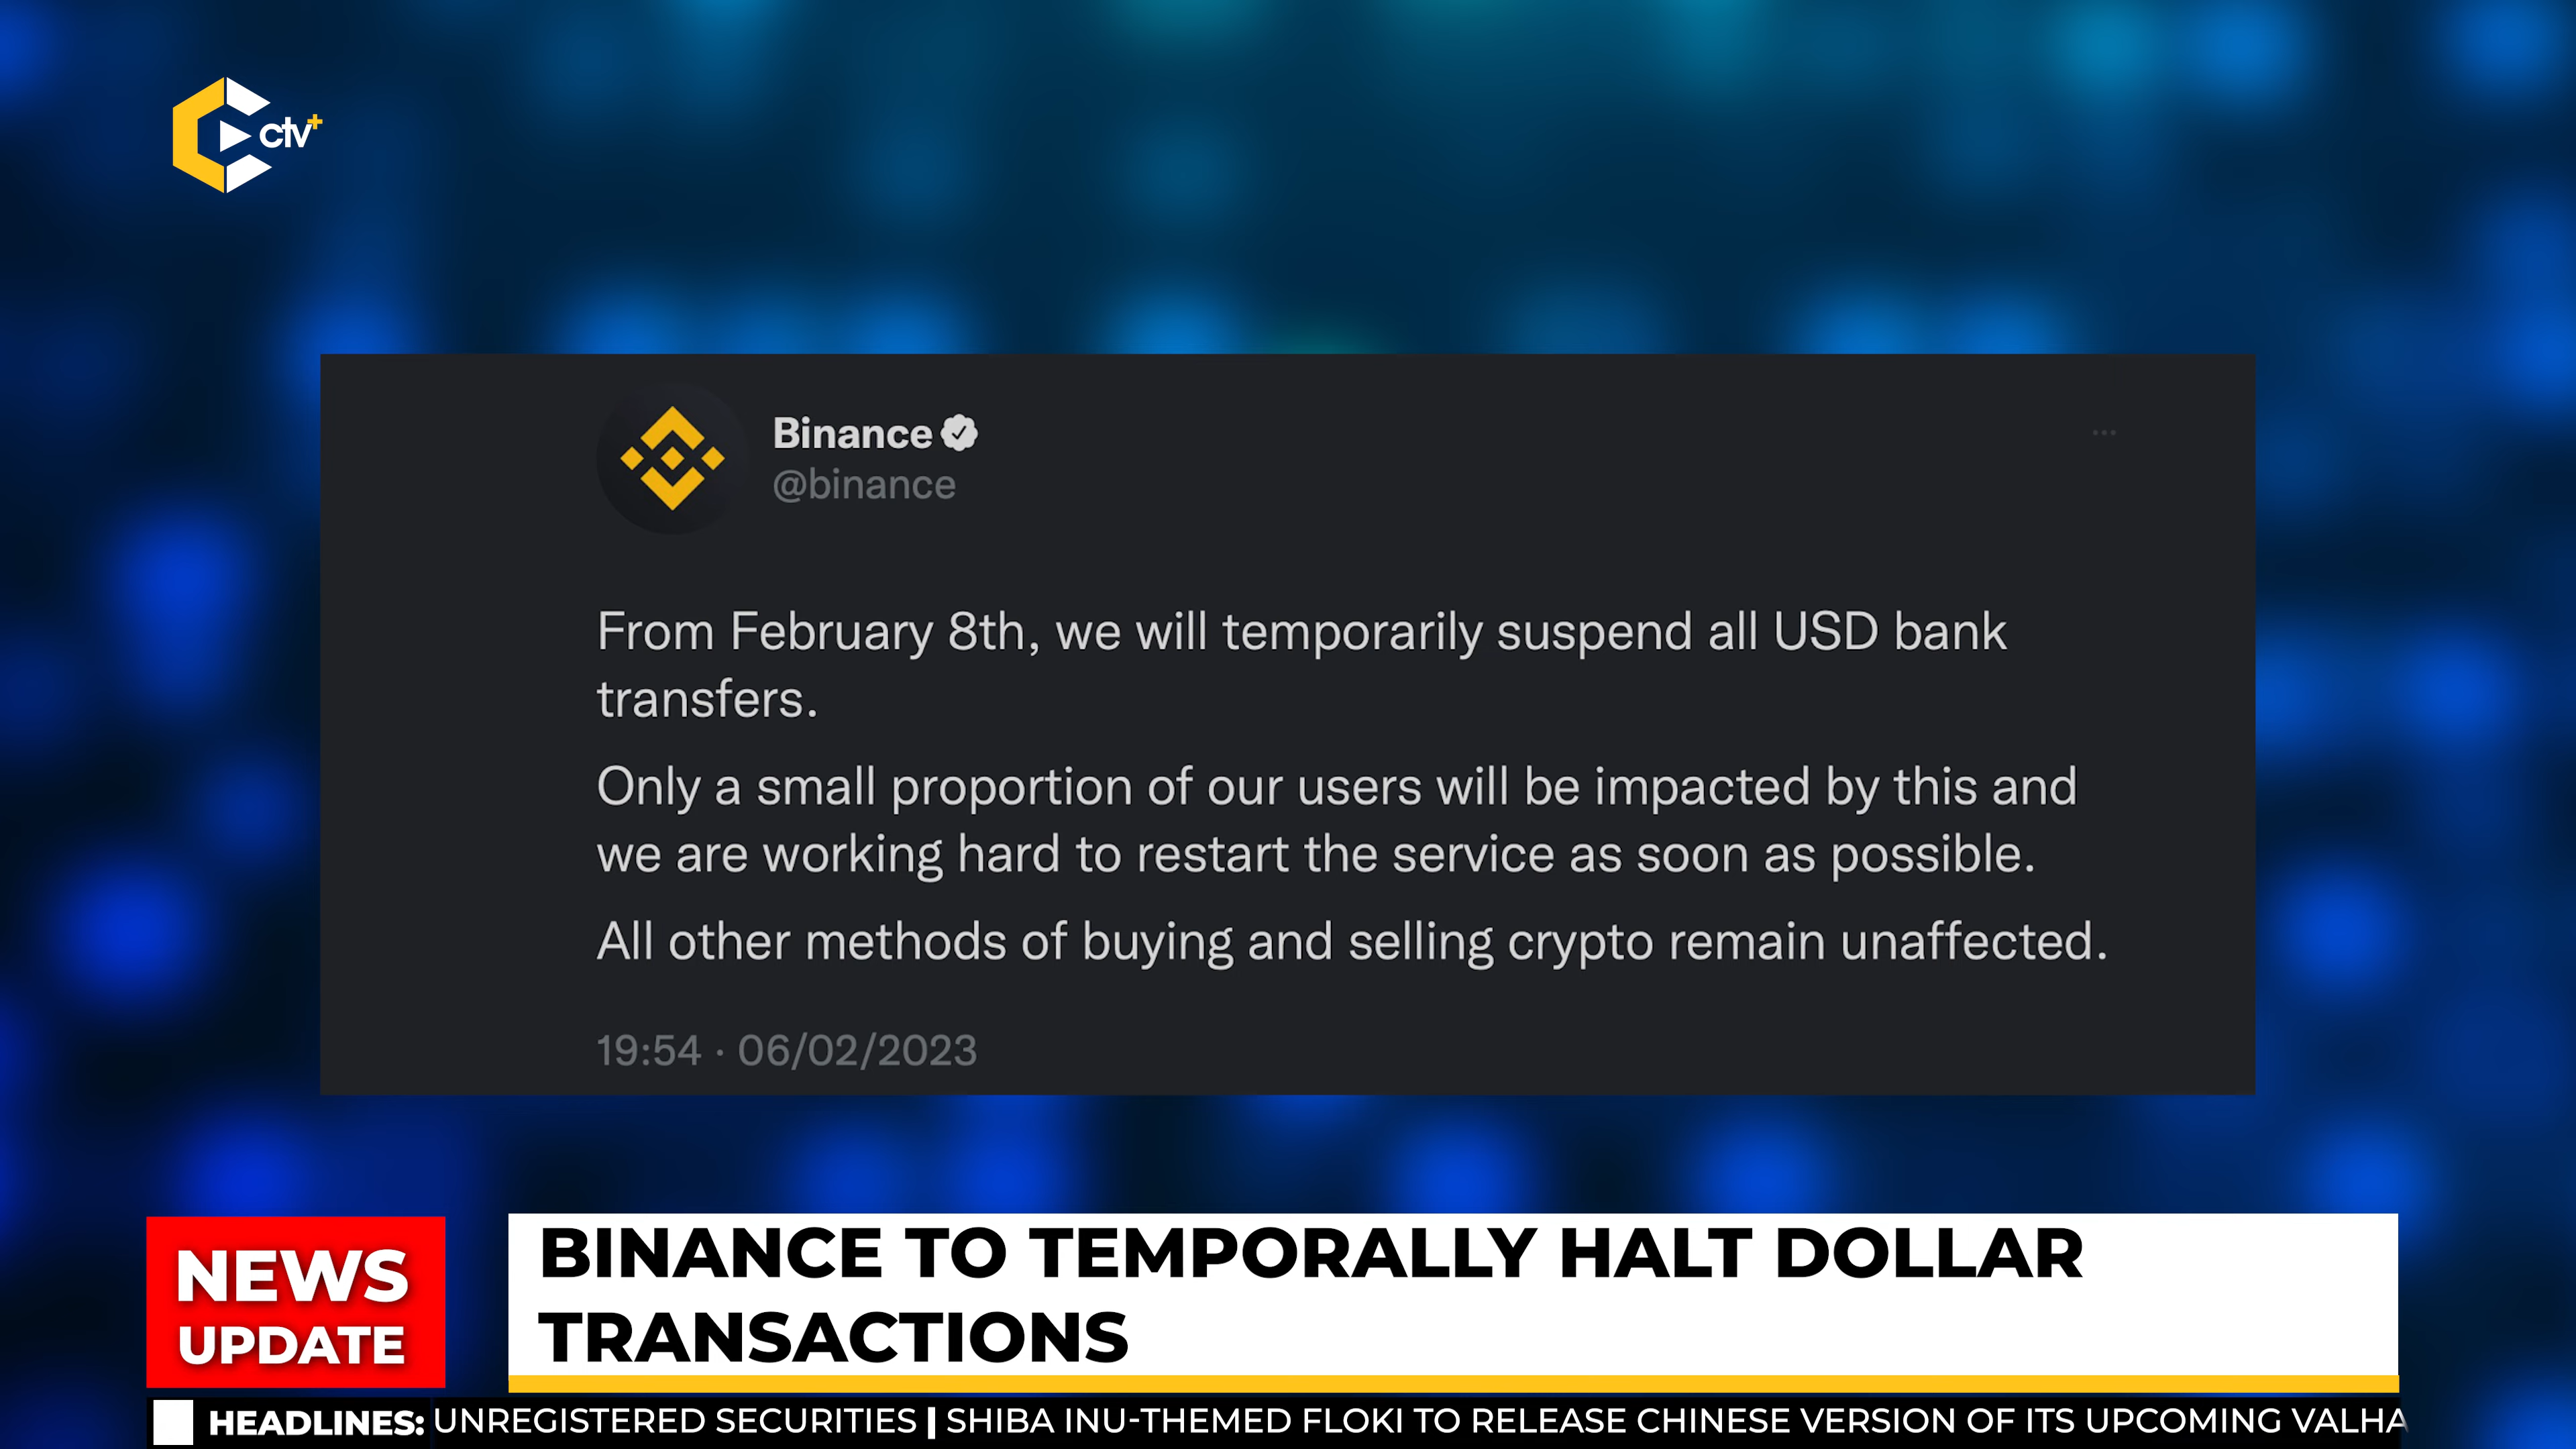 ctv+
Binance
@binance
From February 8th, we will temporarily suspend all USD bank
transfers.
Only a small proportion of our users will be impacted by this and
we are working hard to restart the service as soon as possible.
All other methods of buying and selling crypto remain unaffected.
19:54 · 06/02/2023
NEWS
UPDATE
BINANCE TO TEMPORALLY HALT DOLLAR
TRANSACTIONS
HEADLINES: UNREGISTERED SECURITIES | SHIBA INU-THEMED FLOKI TO RELEASE CHINESE VERSION OF ITS UPCOMING VALHA